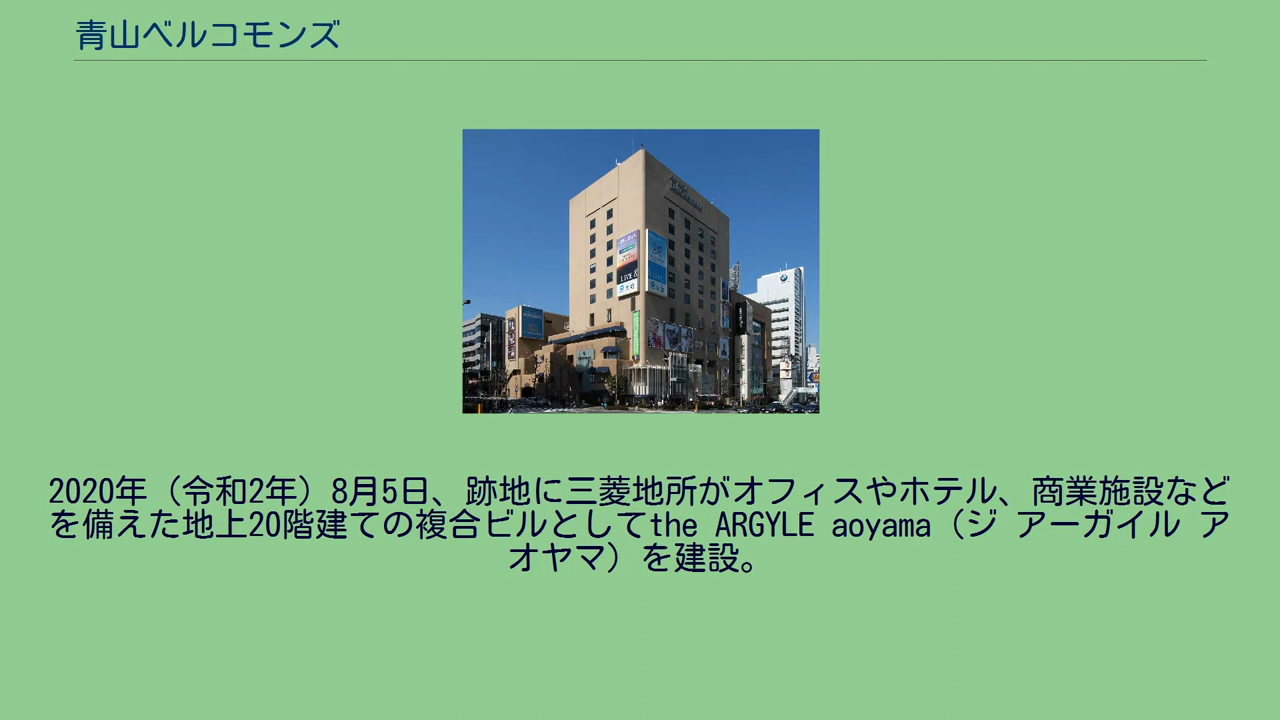 青山ベルコモンズ
2020年（令和2年）8月5日、跡地に三菱地所がオフィスやホテル、商業施設など
を備えた地上20階建ての複合ビルとしてthe ARGYLE aoyama（ジ アーガイル ア
オヤマ）を建設。